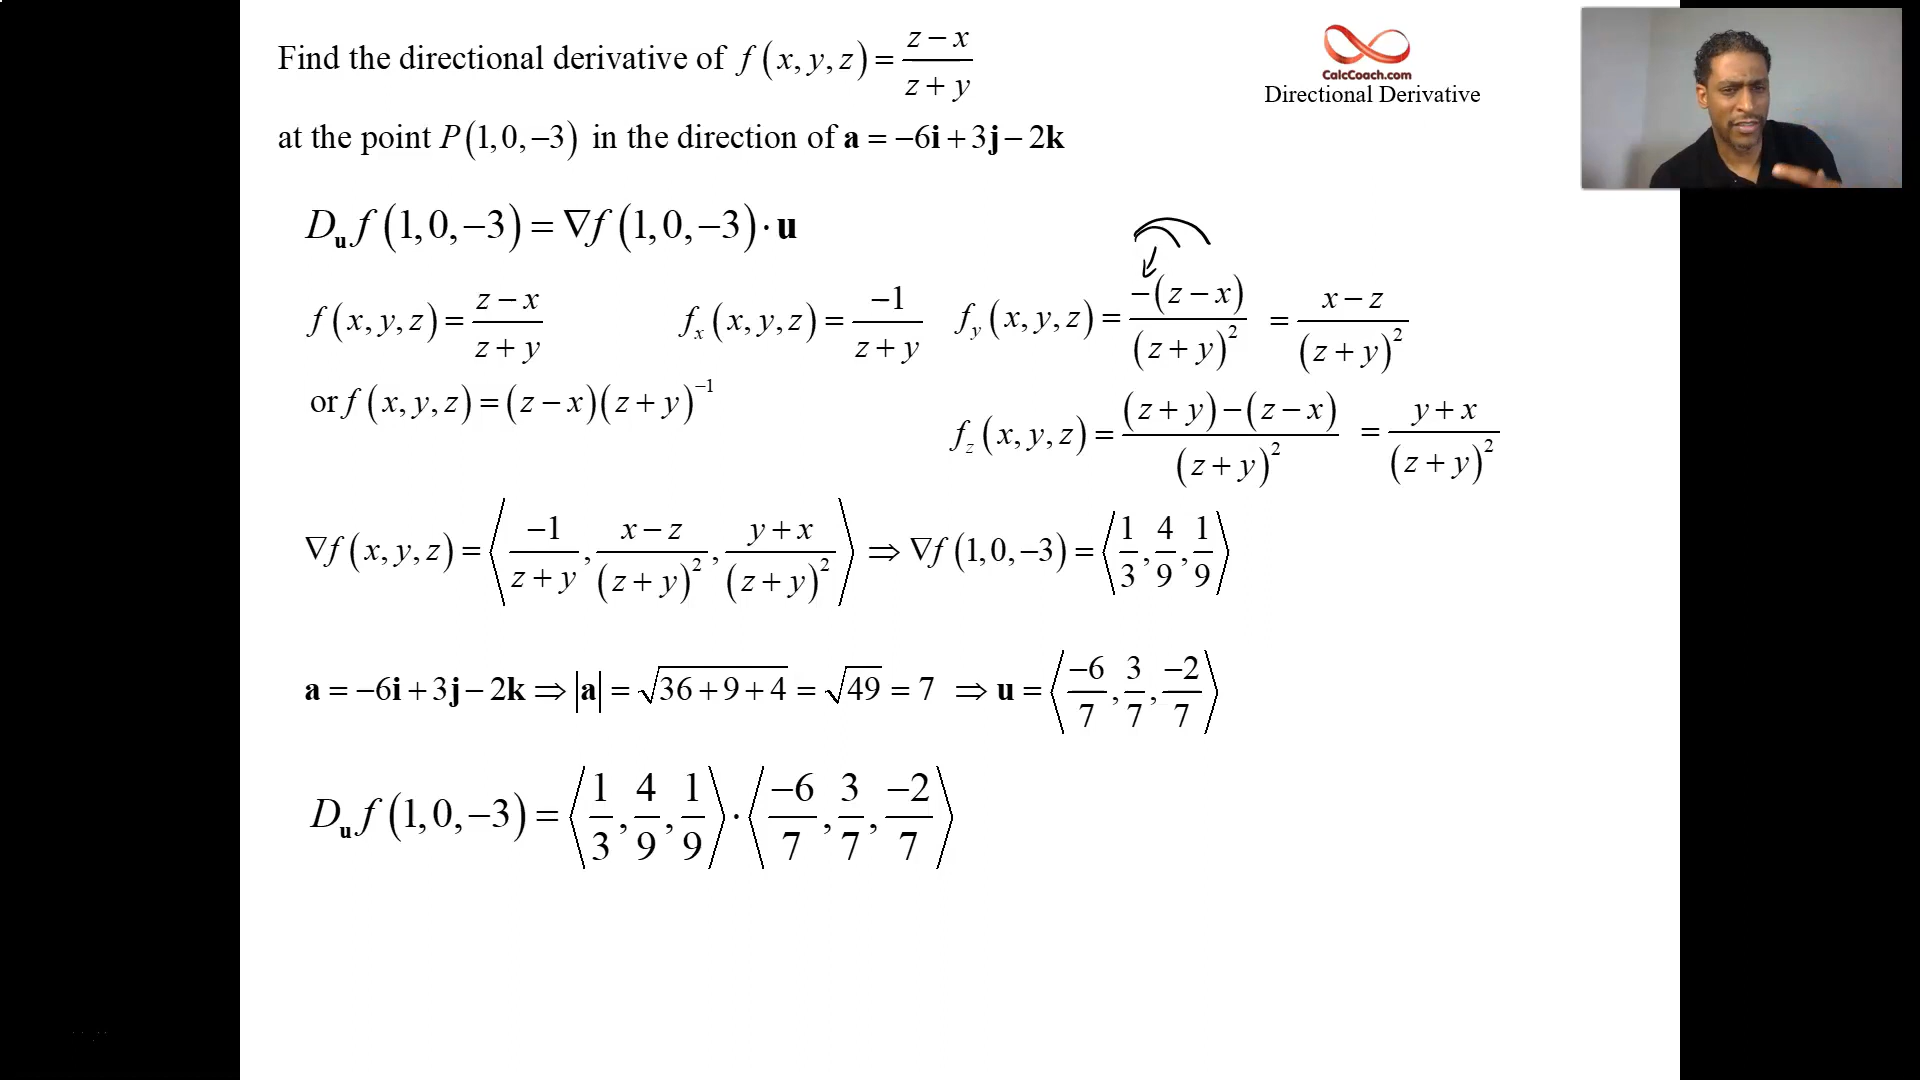 Find the directional derivative of f(x, y, z) = (z − x)/(z + y)
CalcCoach.com
Directional Derivative
at the point P(1, 0, −3) in the direction of a = −6i + 3j − 2k
D_u f(1, 0, −3) = ∇f(1, 0, −3) · u
f(x, y, z) = (z − x)/(z + y)   f_x(x, y, z) = −1/(z + y)   f_y(x, y, z) = −(z − x)/(z + y)² = (x − z)/(z + y)²
or f(x, y, z) = (z − x)(z + y)⁻¹
f_z(x, y, z) = ((z + y) − (z − x))/(z + y)² = (y + x)/(z + y)²
∇f(x, y, z) = ⟨−1/(z + y), (x − z)/(z + y)², (y + x)/(z + y)²⟩ ⇒ ∇f(1, 0, −3) = ⟨1/3, 4/9, 1/9⟩
a = −6i + 3j − 2k ⇒ |a| = √(36 + 9 + 4) = √49 = 7 ⇒ u = ⟨−6/7, 3/7, −2/7⟩
D_u f(1, 0, −3) = ⟨1/3, 4/9, 1/9⟩ · ⟨−6/7, 3/7, −2/7⟩